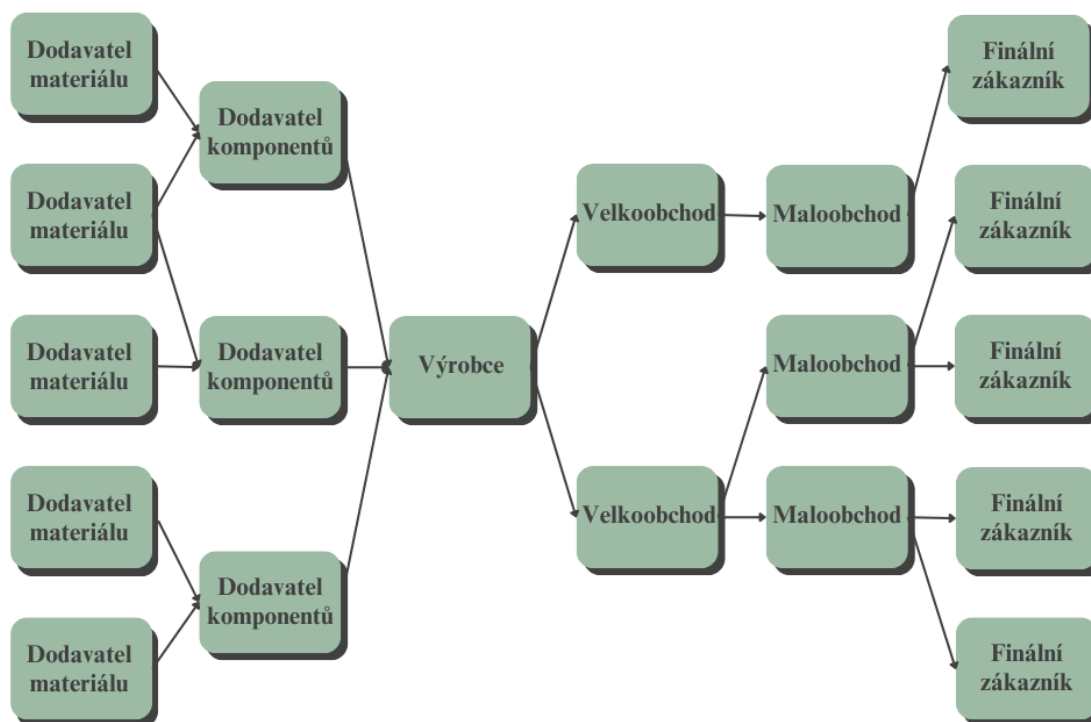 Dodavatel
materiálu
Dodavatel
materiálu
Dodavatel
materiálu
Dodavatel
materiálu
Dodavatel
materiálu
Dodavatel
komponentů
Dodavatel
komponentů
Dodavatel
komponentů
Výrobce
Velkoobchod
Velkoobchod
Maloobchod
Maloobchod
Maloobchod
Finální
zákazník
Finální
zákazník
Finální
zákazník
Finální
zákazník
Finální
zákazník